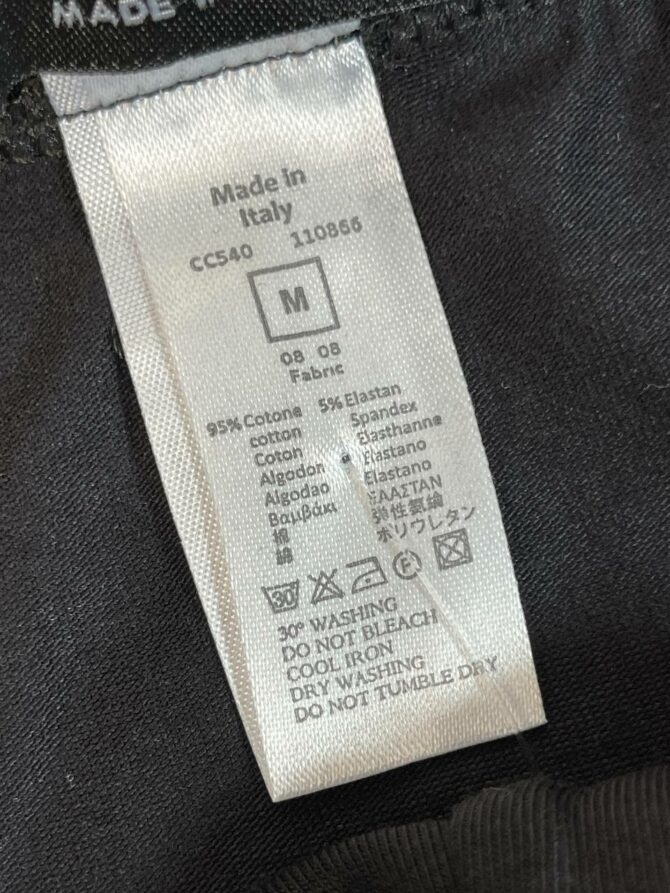 MADE
Made in
Italy
CC540 110866
M
08 08
Fabric
95% Cotone 5% Elastan
cotton Spandex
Coton Elasthanne
Algodon Elastano
Algodao Elastano
Βαμβάκι ΕΛΑΣΤΑΝ
棉 弹性氨綸
綿 ポリウレタン
30 F
30° WASHING
DO NOT BLEACH
COOL IRON
DRY WASHING
DO NOT TUMBLE DRY